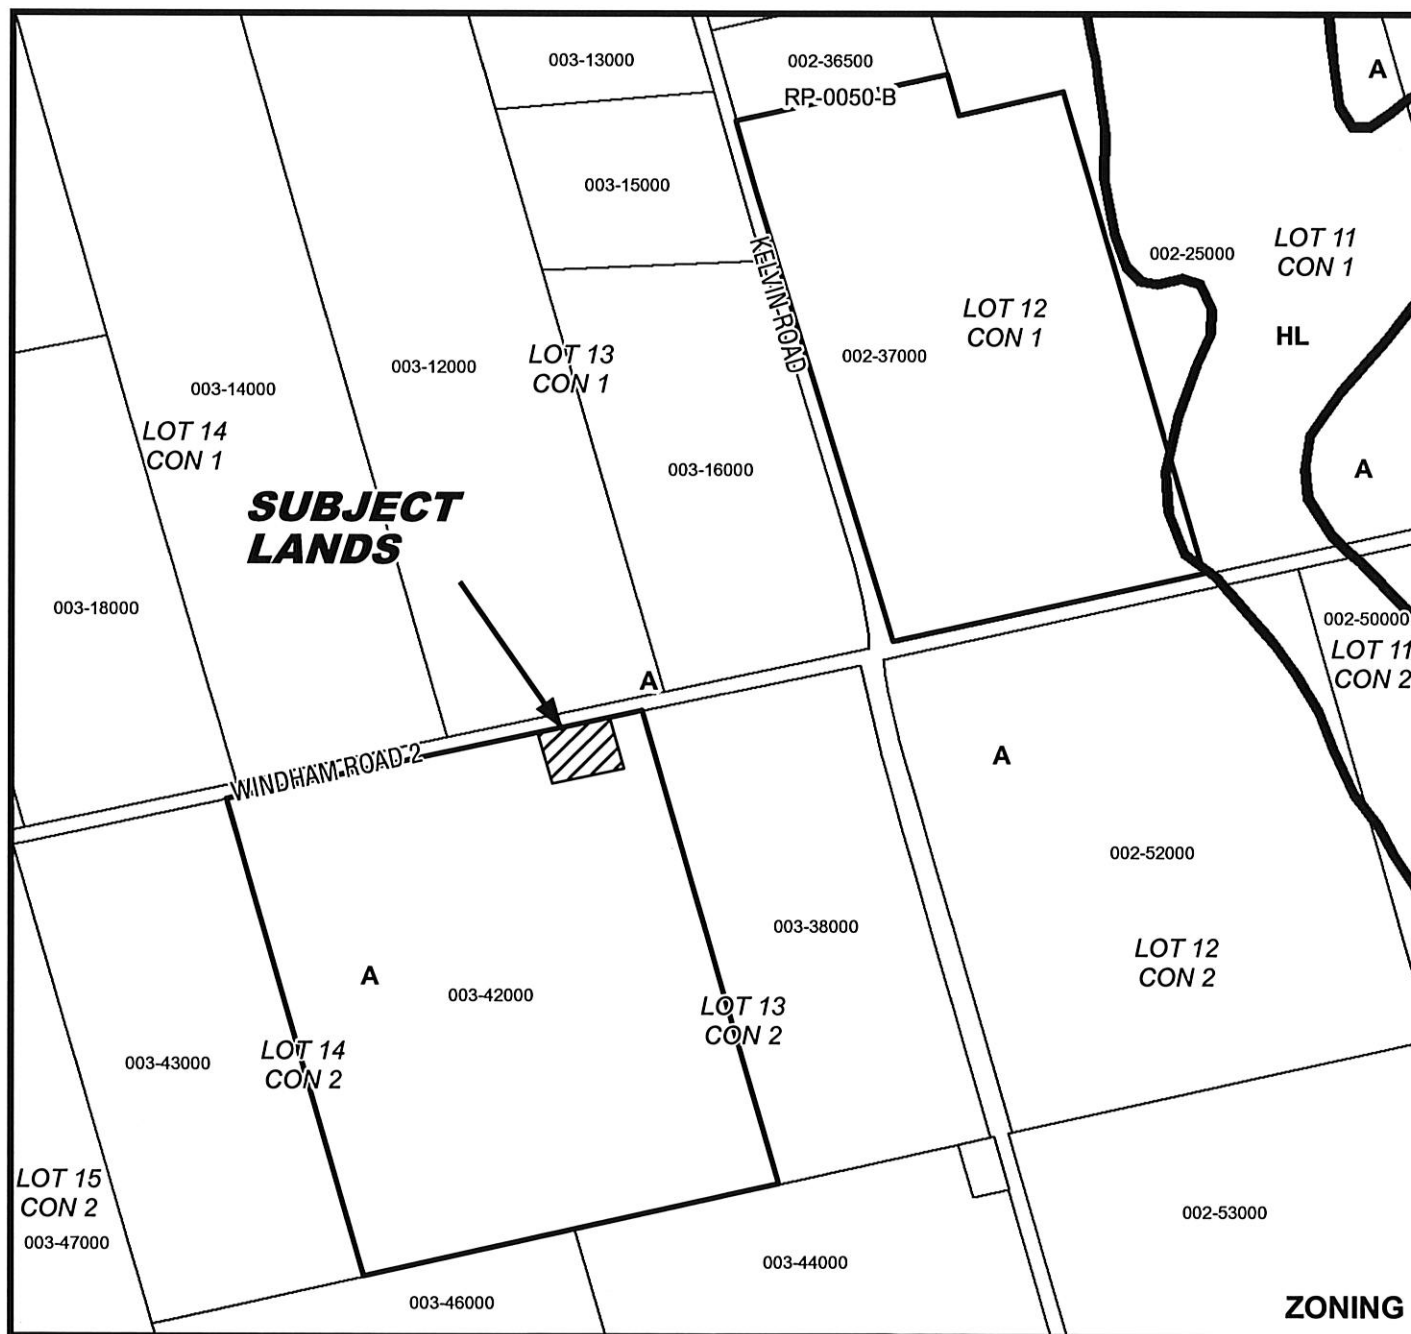 003-13000
002-36500
A
RP-0050-B
003-15000
KELVIN ROAD
002-25000
LOT 11
CON 1
LOT 12
CON 1
HL
002-37000
003-12000
LOT 13
CON 1
003-14000
LOT 14
CON 1
003-16000
A
SUBJECT
LANDS
003-18000
002-50000
LOT 11
CON 2
A
WINDHAM ROAD 2
A
002-52000
003-38000
LOT 12
CON 2
A
003-42000
LOT 13
CON 2
003-43000
LOT 14
CON 2
LOT 15
CON 2
003-47000
002-53000
003-44000
003-46000
ZONING